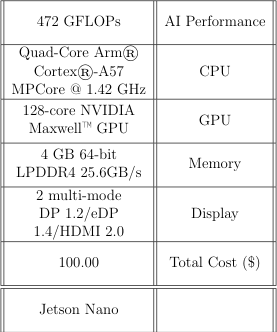 472 GFLOPs AI Performance
Quad-Core Arm®
Cortex®-A57 CPU
MPCore @ 1.42 GHz
128-core NVIDIA
Maxwell™ GPU GPU
4 GB 64-bit
LPDDR4 25.6GB/s Memory
2 multi-mode
DP 1.2/eDP Display
1.4/HDMI 2.0
100.00 Total Cost ($)
Jetson Nano